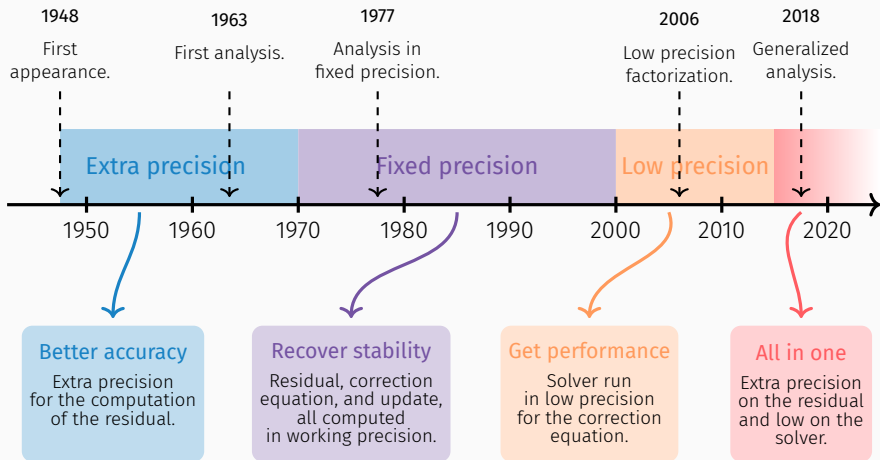 1948
First
appearance.
1963
First analysis.
1977
Analysis in
fixed precision.
2006
Low precision
factorization.
2018
Generalized
analysis.
Extra precision
Fixed precision
Low precision
1950
1960
1970
1980
1990
2000
2010
2020
Better accuracy
Extra precision
for the computation
of the residual.
Recover stability
Residual, correction
equation, and update,
all computed
in working precision.
Get performance
Solver run
in low precision
for the correction
equation.
All in one
Extra precision
on the residual
and low on the
solver.